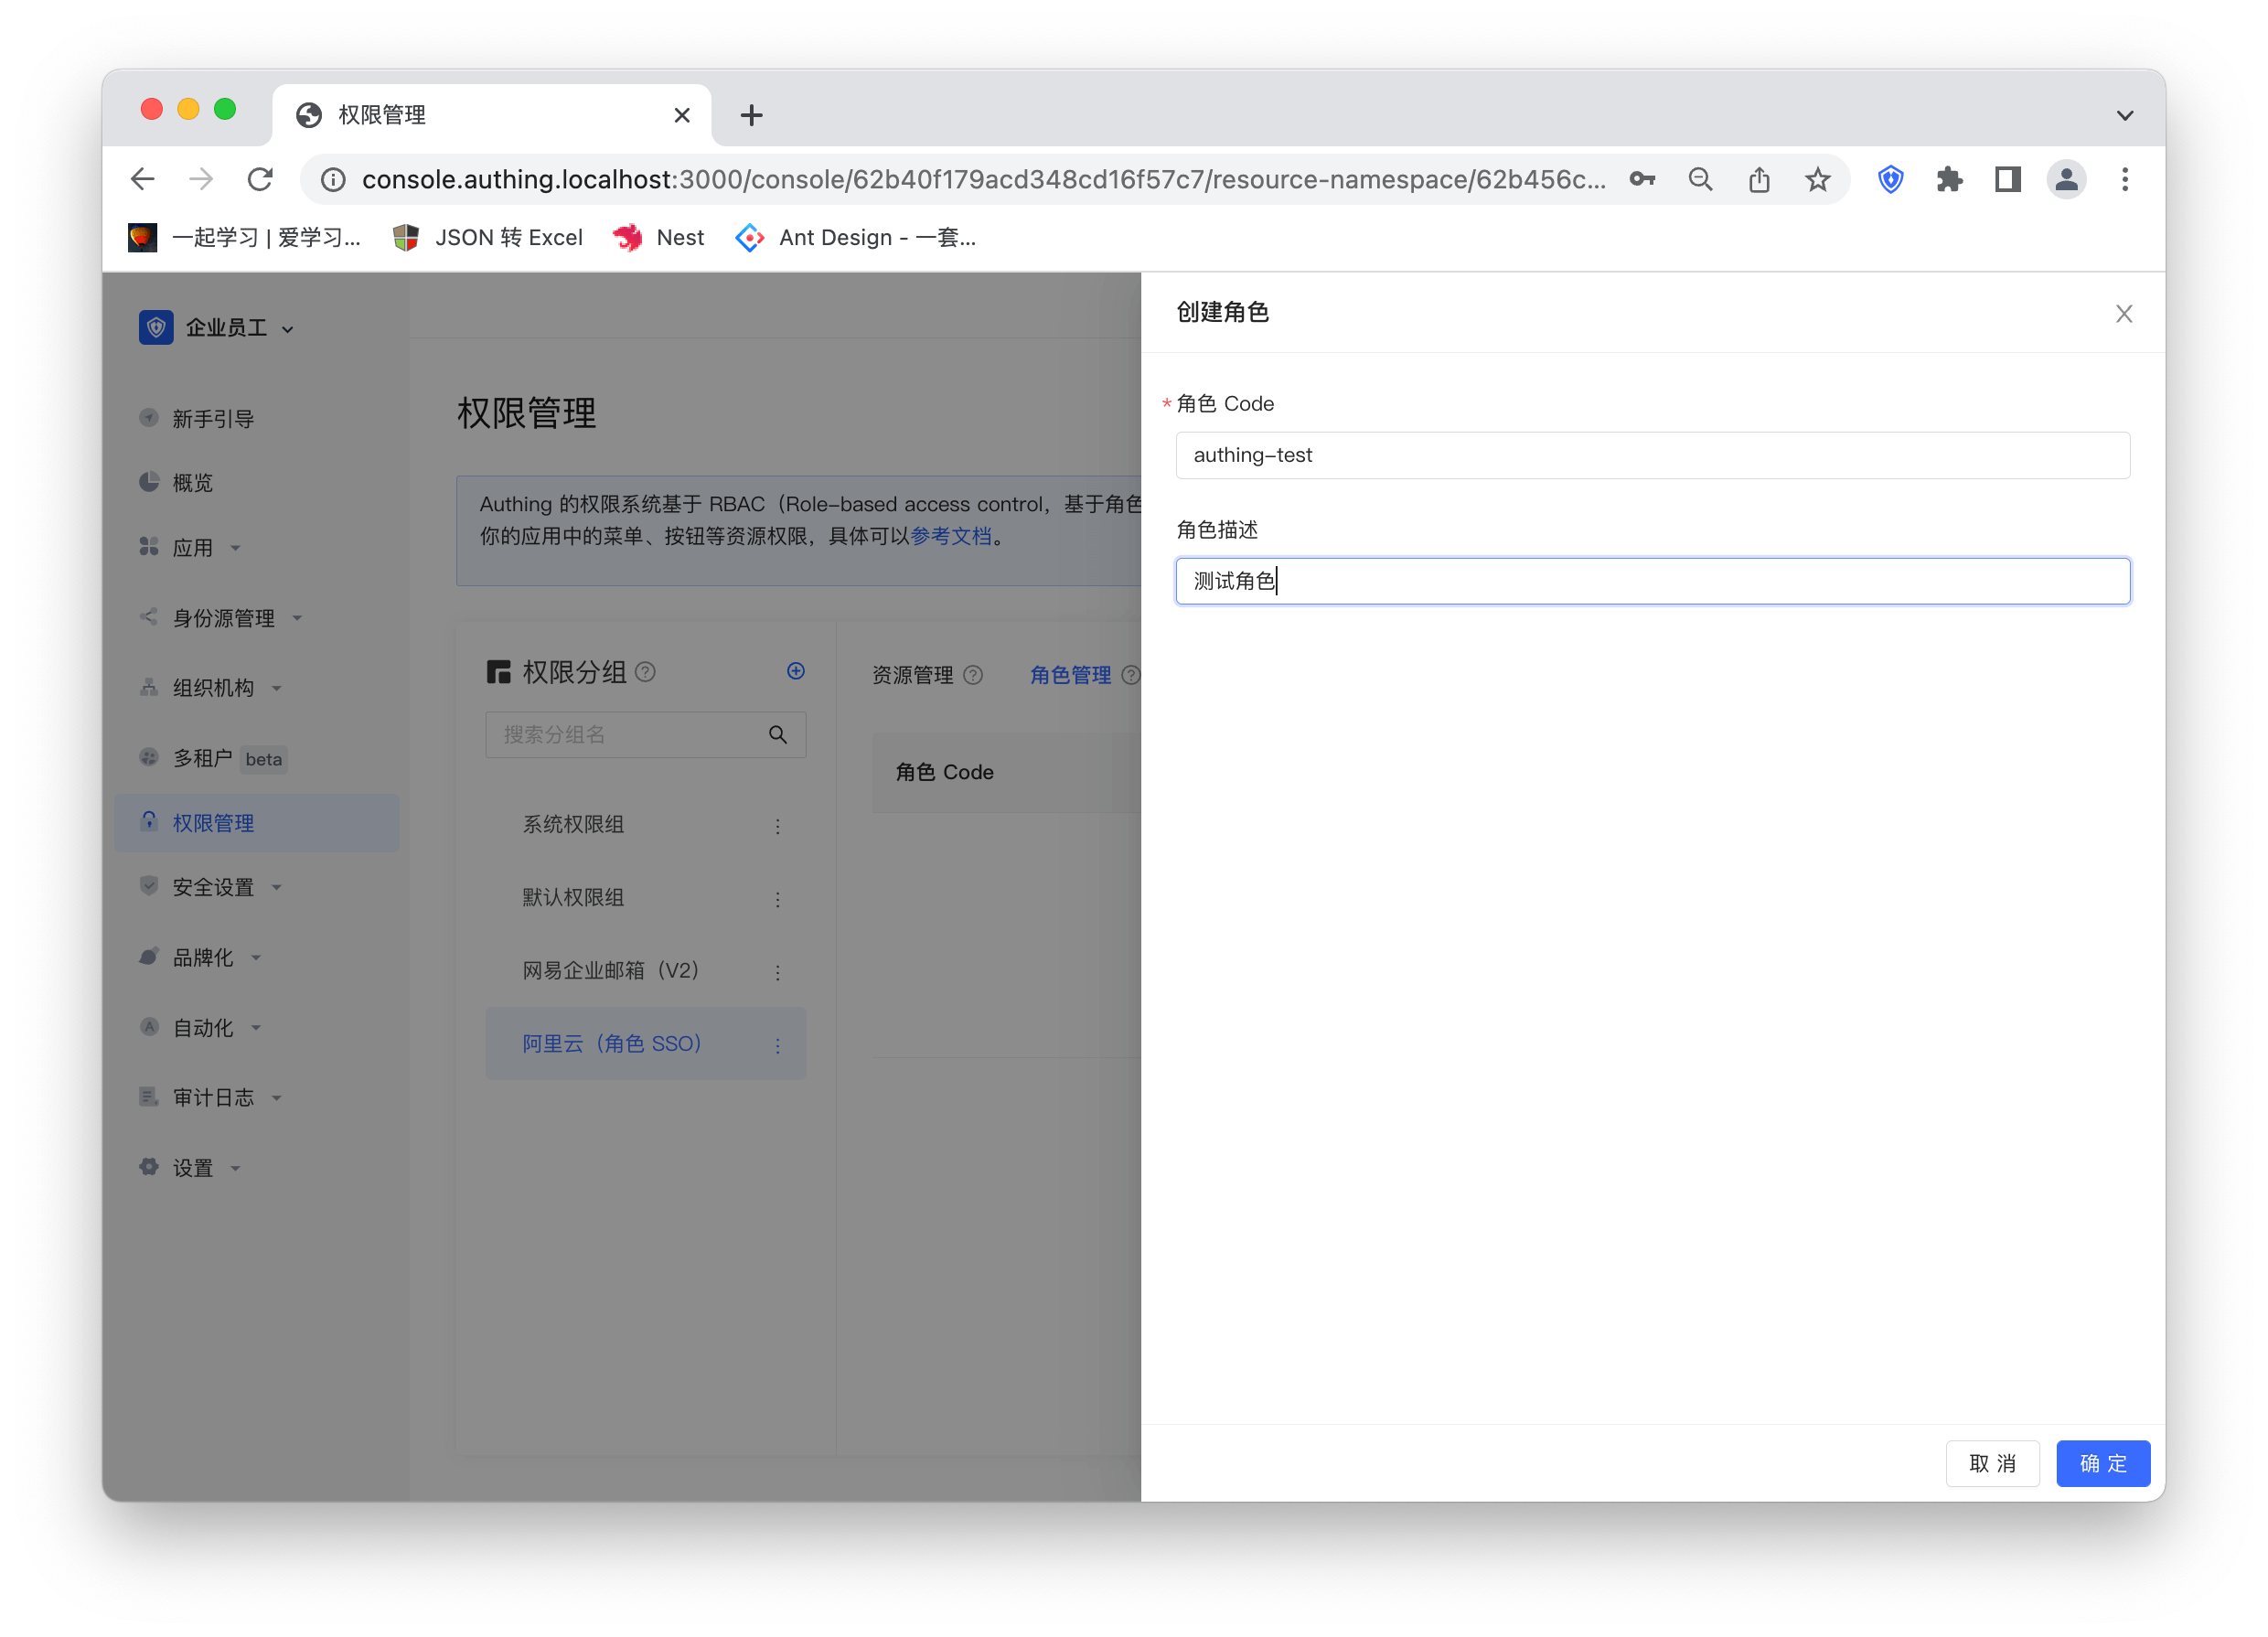 权限管理
console.authing.localhost:3000/console/62b40f179acd348cd16f57c7/resource-namespace/62b456c...
一起学习 | 爱学习...
JSON 转 Excel
Nest
Ant Design - 一套...
企业员工
新手引导
概览
应用
身份源管理
组织机构
多租户 beta
权限管理
安全设置
品牌化
自动化
审计日志
设置
权限管理
Authing 的权限系统基于 RBAC（Role-based access control，基于角色
你的应用中的菜单、按钮等资源权限，具体可以参考文档。
权限分组
搜索分组名
系统权限组
默认权限组
网易企业邮箱（V2）
阿里云（角色 SSO）
资源管理
角色管理
角色 Code
创建角色
* 角色 Code
authing-test
角色描述
测试角色
取 消
确 定